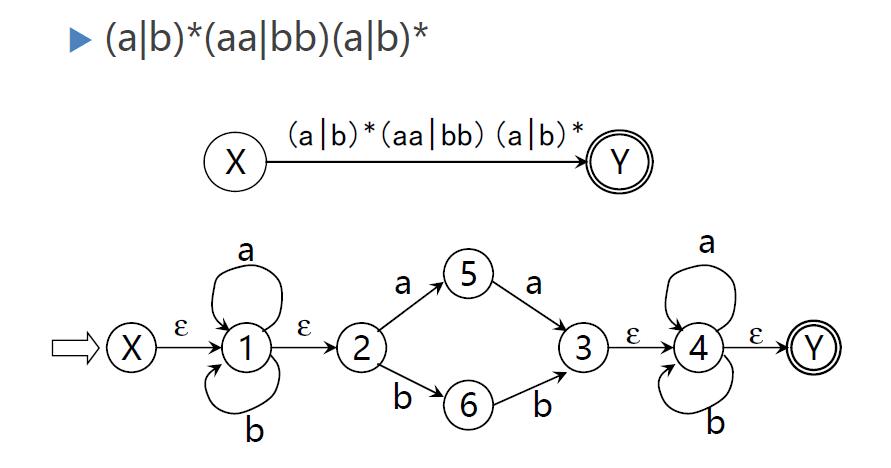 (a|b)*(aa|bb)(a|b)*
(a|b)*(aa|bb)(a|b)*
X Y
a a
5
a a
ε ε ε ε
X 1 2 3 4 Y
b b
6
b b